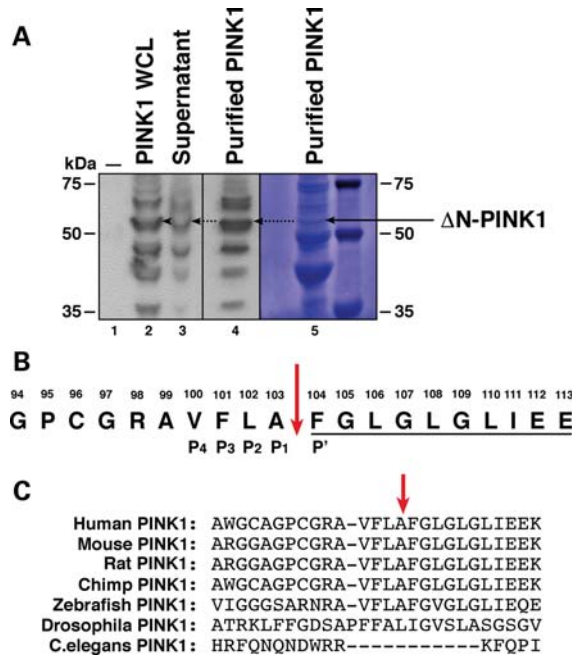 A
—
PINK1 WCL
Supernatant
Purified PINK1
Purified PINK1
kDa
75
50
35
75
50
35
ΔN-PINK1
1 2 3 4 5
B
94 95 96 97 98 99 100 101 102 103 104 105 106 107 108 109 110 111 112 113
G P C G R A V F L A F G L G L G L I E E
P4 P3 P2 P1 P'
C
Human PINK1: AWGCAGPCGRA-VFLAFGLGLGLIEEK
Mouse PINK1: ARGGAGPCGRA-VFLAFGLGLGLIEEK
Rat PINK1: ARGGAGPCGRA-VFLAFGLGLGLIEEK
Chimp PINK1: AWGCAGPCGRA-VFLAFGLGLGLIEEK
Zebrafish PINK1: VIGGGSARNRA-VFLAFGVGLGLIEQE
Drosophila PINK1: ATRKLFFGDSAPFFALIGVSLASGSGV
C.elegans PINK1: HRFQNQNDWRR-----------KFQPI